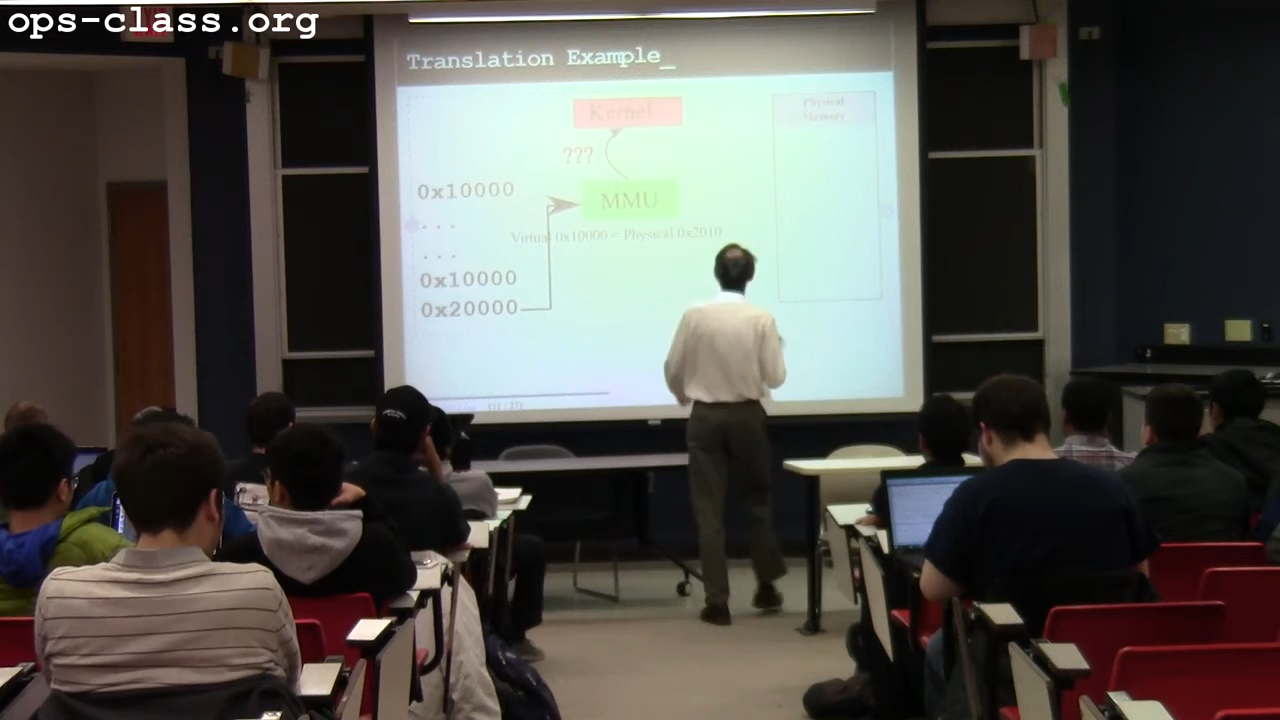 ops-class.org
Translation Example_
Kernel
Physical
Memory
???
0x10000
MMU
...
Virtual 0x10000 = Physical 0x2010
...
0x10000
0x20000